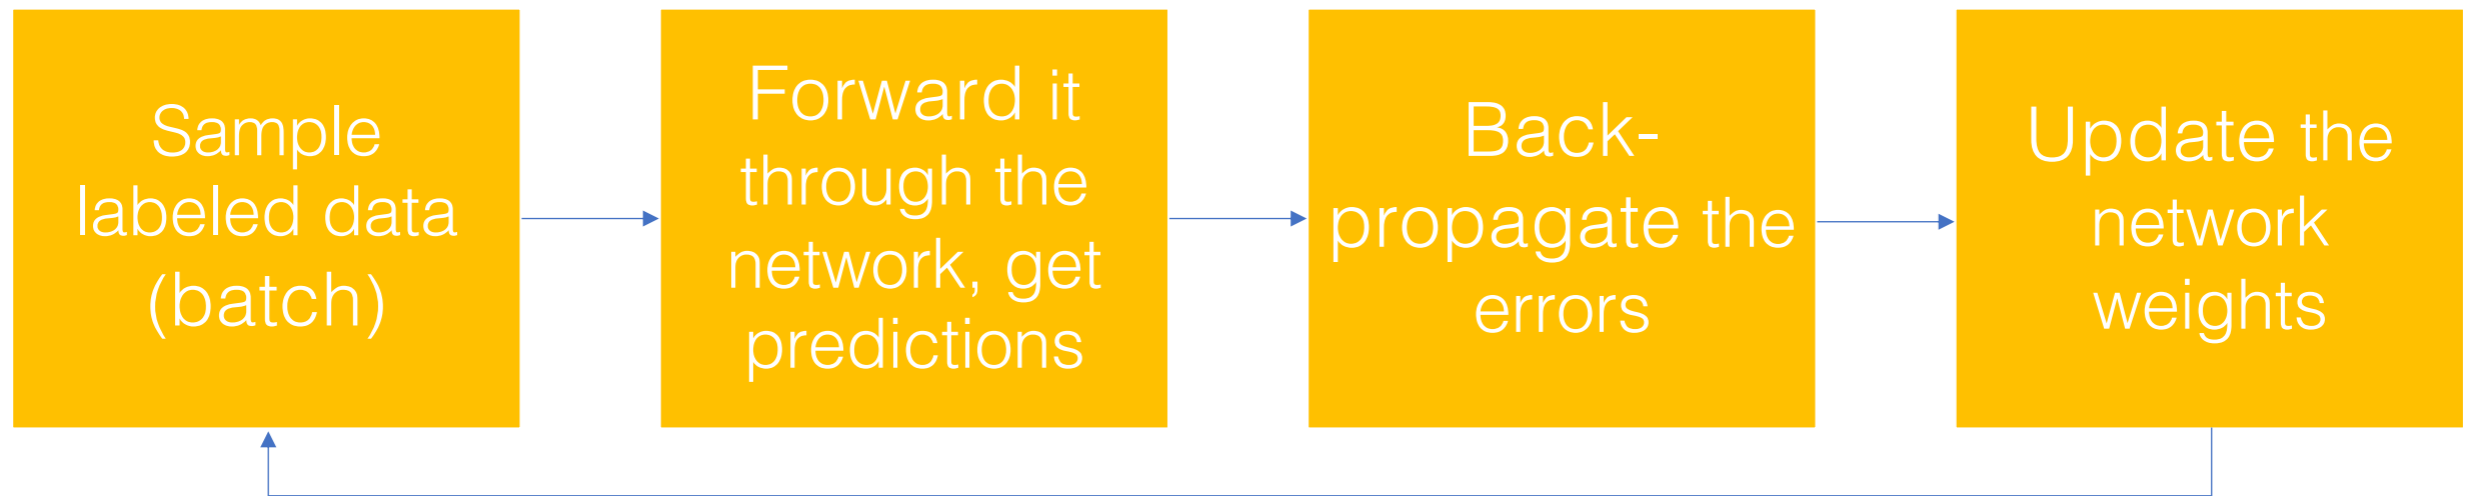 Sample
labeled data
(batch)
Forward it
through the
network, get
predictions
Back-
propagate the
errors
Update the
network
weights